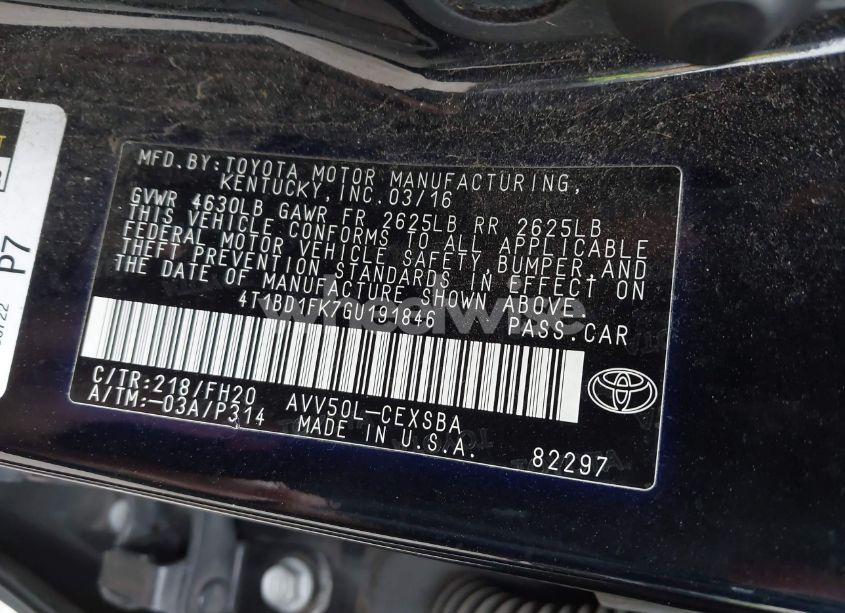 MFD.BY:TOYOTA MOTOR MANUFACTURING,
KENTUCKY,INC.03/16
GVWR 4630LB GAWR FR 2625LB RR 2625LB
THIS VEHICLE CONFORMS TO ALL APPLICABLE
FEDERAL MOTOR VEHICLE SAFETY,BUMPER,AND
THEFT PREVENTION STANDARDS IN EFFECT ON
THE DATE OF MANUFACTURE SHOWN ABOVE.
4T1BD1FK7GU191846 PASS.CAR
C/TR:218/FH20
A/TM:-03A/P314
AVV50L-CEXSBA
MADE IN U.S.A.
82297
P7
wheelwise